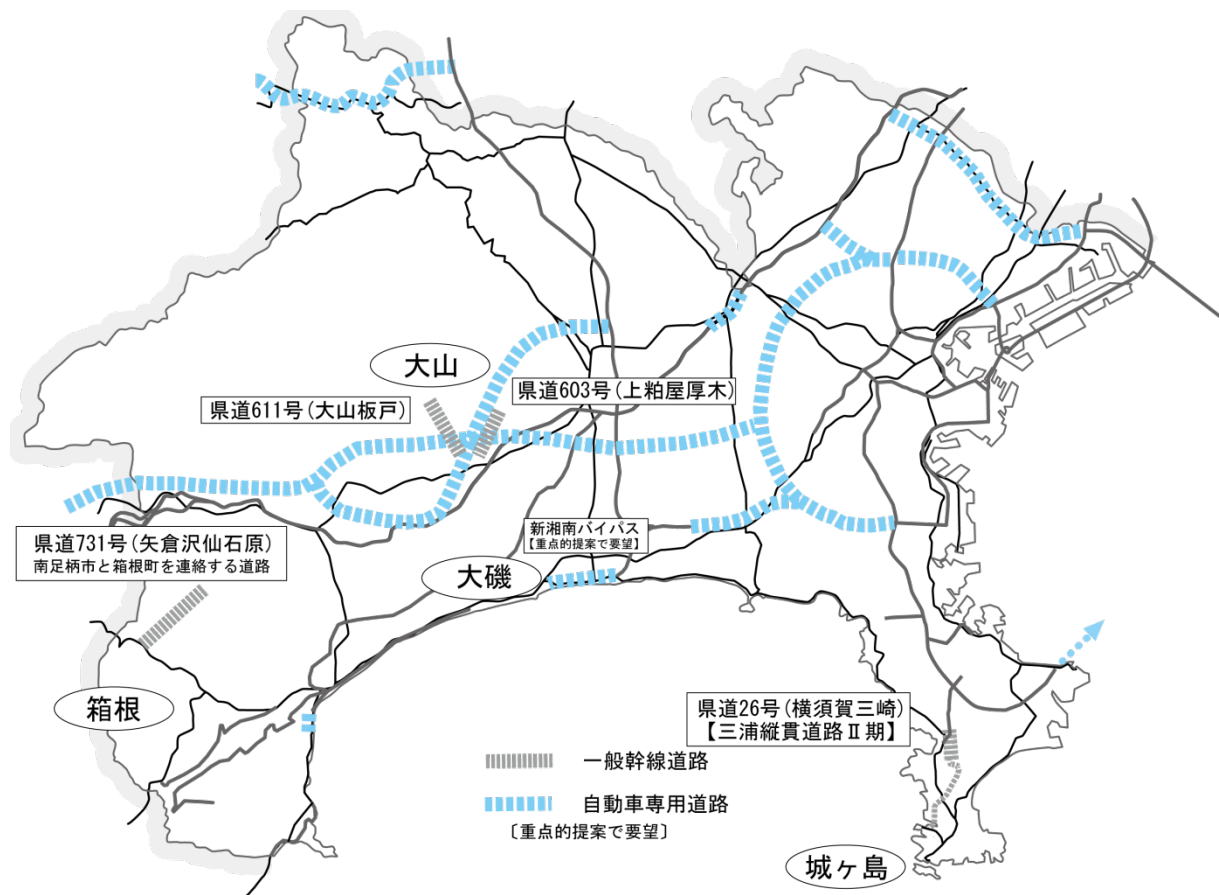 大山
県道603号(上粕屋厚木)
県道611号(大山板戸)
新湘南バイパス
【重点的提案で要望】
県道731号(矢倉沢仙石原)
南足柄市と箱根町を連絡する道路
大磯
箱根
県道26号(横須賀三崎)
【三浦縦貫道路Ⅱ期】
一般幹線道路
自動車専用道路
〔重点的提案で要望〕
城ヶ島